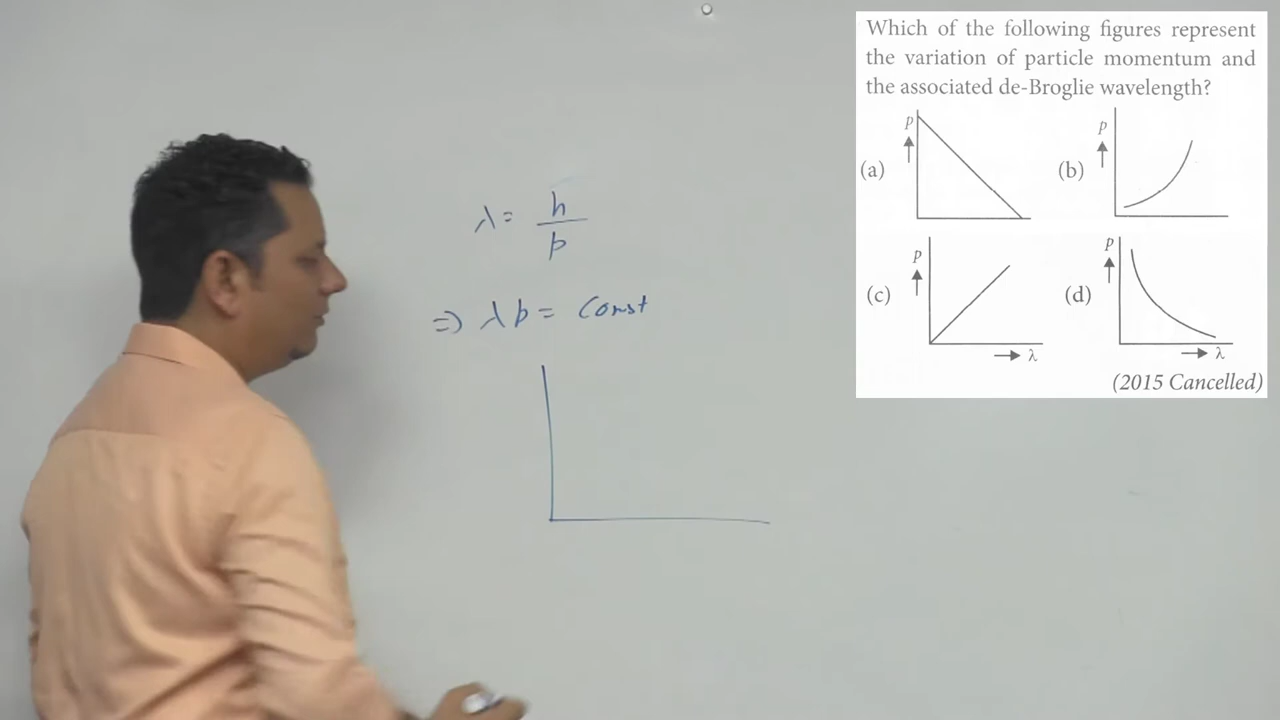 Which of the following figures represent
the variation of particle momentum and
the associated de-Broglie wavelength?
(a) p
(b) p
(c) p λ
(d) p λ
(2015 Cancelled)
λ = h/p
⇒ λp = Const